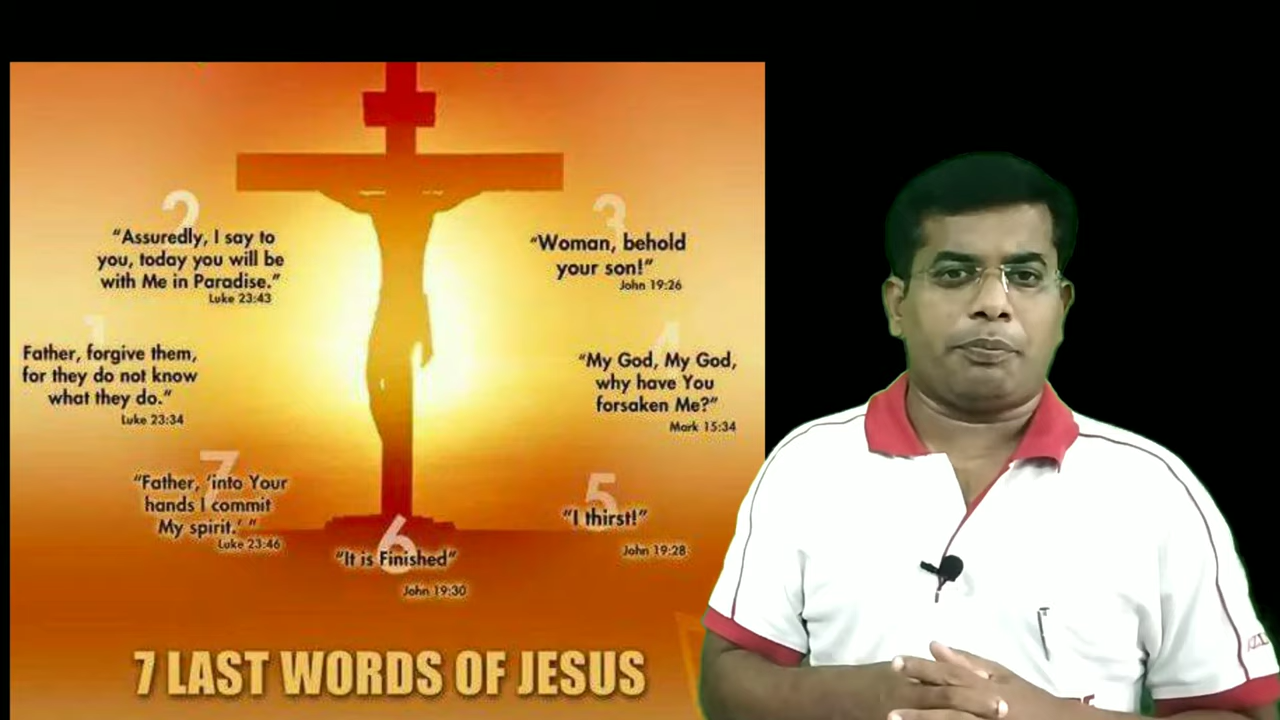 2
“Assuredly, I say to
you, today you will be
with Me in Paradise.”
Luke 23:43
3
“Woman, behold
your son!”
John 19:26
1
Father, forgive them,
for they do not know
what they do.”
Luke 23:34
4
“My God, My God,
why have You
forsaken Me?”
Mark 15:34
7
“Father, ‘into Your
hands I commit
My spirit.’ ”
Luke 23:46
5
“I thirst!”
John 19:28
6
“It is Finished”
John 19:30
7 LAST WORDS OF JESUS